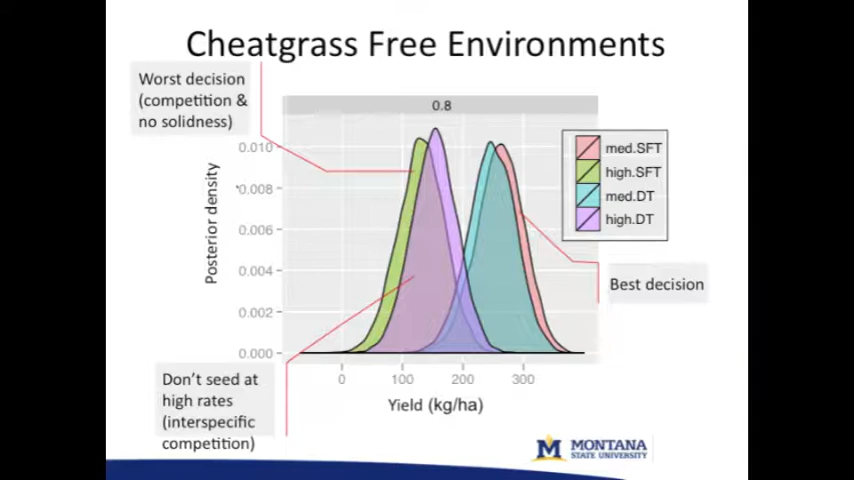 Cheatgrass Free Environments
Worst decision
(competition &
no solidness)
0.8
0.010
0.008
0.006
0.004
0.002
0.000
Posterior density
med.SFT
high.SFT
med.DT
high.DT
Best decision
Don't seed at
high rates
(interspecific
competition)
0
100
200
300
Yield (kg/ha)
M
MONTANA
STATE UNIVERSITY